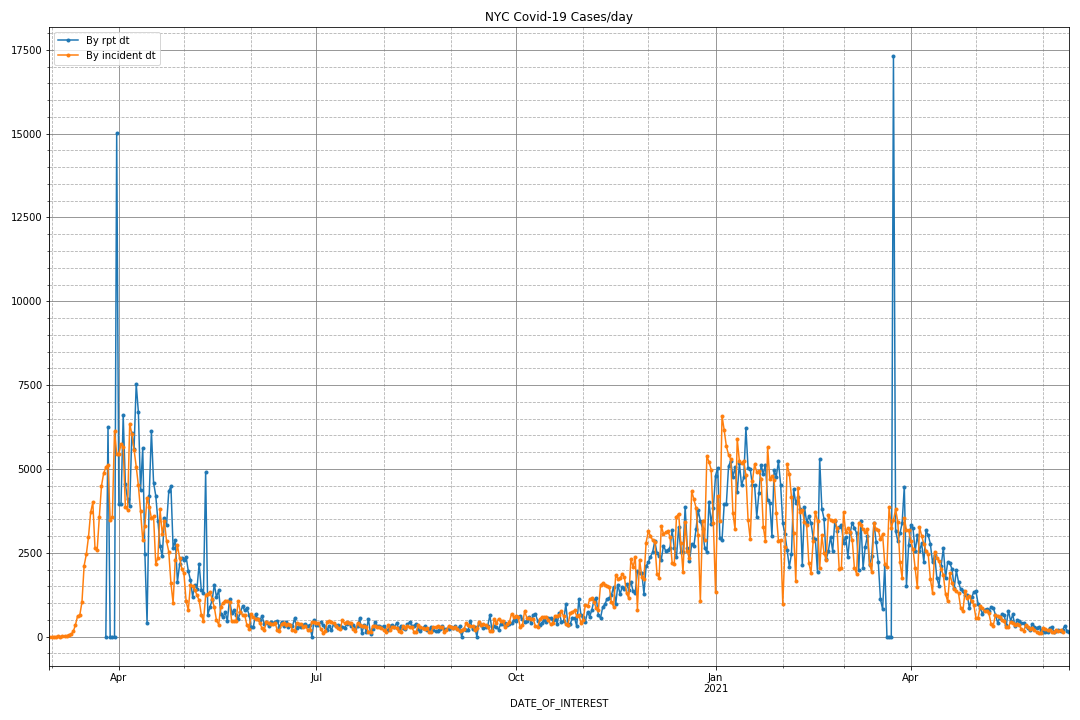 NYC Covid-19 Cases/day
By rpt dt
By incident dt
17500
15000
12500
10000
7500
5000
2500
0
Apr
Jul
Oct
Jan
2021
Apr
DATE_OF_INTEREST